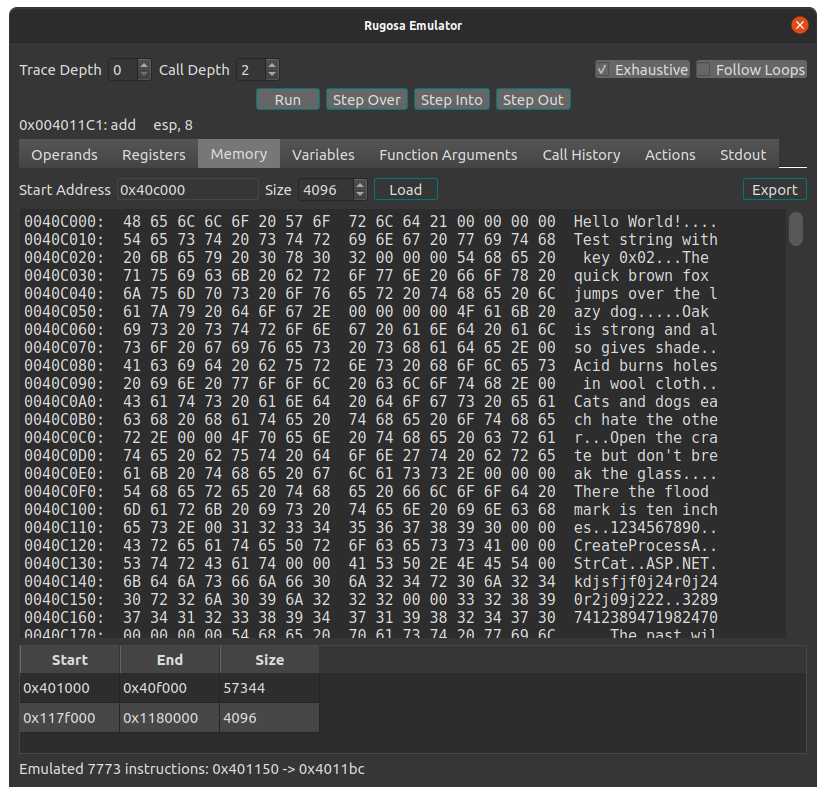 Rugosa Emulator
Trace Depth 0 Call Depth 2 Exhaustive Follow Loops
Run Step Over Step Into Step Out
0x004011C1: add esp, 8
Operands Registers Memory Variables Function Arguments Call History Actions Stdout
Start Address 0x40c000 Size 4096 Load Export
0040C000: 48 65 6C 6C 6F 20 57 6F 72 6C 64 21 00 00 00 00 Hello World!....
0040C010: 54 65 73 74 20 73 74 72 69 6E 67 20 77 69 74 68 Test string with
0040C020: 20 6B 65 79 20 30 78 30 32 00 00 00 54 68 65 20 key 0x02...The
0040C030: 71 75 69 63 6B 20 62 72 6F 77 6E 20 66 6F 78 20 quick brown fox
0040C040: 6A 75 6D 70 73 20 6F 76 65 72 20 74 68 65 20 6C jumps over the l
0040C050: 61 7A 79 20 64 6F 67 2E 00 00 00 00 4F 61 6B 20 azy dog.....Oak
0040C060: 69 73 20 73 74 72 6F 6E 67 20 61 6E 64 20 61 6C is strong and al
0040C070: 73 6F 20 67 69 76 65 73 20 73 68 61 64 65 2E 00 so gives shade..
0040C080: 41 63 69 64 20 62 75 72 6E 73 20 68 6F 6C 65 73 Acid burns holes
0040C090: 20 69 6E 20 77 6F 6F 6C 20 63 6C 6F 74 68 2E 00 in wool cloth..
0040C0A0: 43 61 74 73 20 61 6E 64 20 64 6F 67 73 20 65 61 Cats and dogs ea
0040C0B0: 63 68 20 68 61 74 65 20 74 68 65 20 6F 74 68 65 ch hate the othe
0040C0C0: 72 2E 00 00 4F 70 65 6E 20 74 68 65 20 63 72 61 r...Open the cra
0040C0D0: 74 65 20 62 75 74 20 64 6F 6E 27 74 20 62 72 65 te but don't bre
0040C0E0: 61 6B 20 74 68 65 20 67 6C 61 73 73 2E 00 00 00 ak the glass....
0040C0F0: 54 68 65 72 65 20 74 68 65 20 66 6C 6F 6F 64 20 There the flood
0040C100: 6D 61 72 6B 20 69 73 20 74 65 6E 20 69 6E 63 68 mark is ten inch
0040C110: 65 73 2E 00 31 32 33 34 35 36 37 38 39 30 00 00 es..1234567890..
0040C120: 43 72 65 61 74 65 50 72 6F 63 65 73 73 41 00 00 CreateProcessA..
0040C130: 53 74 72 43 61 74 00 00 41 53 50 2E 4E 45 54 00 StrCat..ASP.NET.
0040C140: 6B 64 6A 73 66 6A 66 30 6A 32 34 72 30 6A 32 34 kdjsfjf0j24r0j24
0040C150: 30 72 32 6A 30 39 6A 32 32 32 00 00 33 32 38 39 0r2j09j222..3289
0040C160: 37 34 31 32 33 38 39 34 37 31 39 38 32 34 37 30 7412389471982470
0040C170: 00 00 00 00 54 68 65 20 70 61 73 74 20 77 69 6C ....The past wil
Start End Size
0x401000 0x40f000 57344
0x117f000 0x1180000 4096
Emulated 7773 instructions: 0x401150 -> 0x4011bc